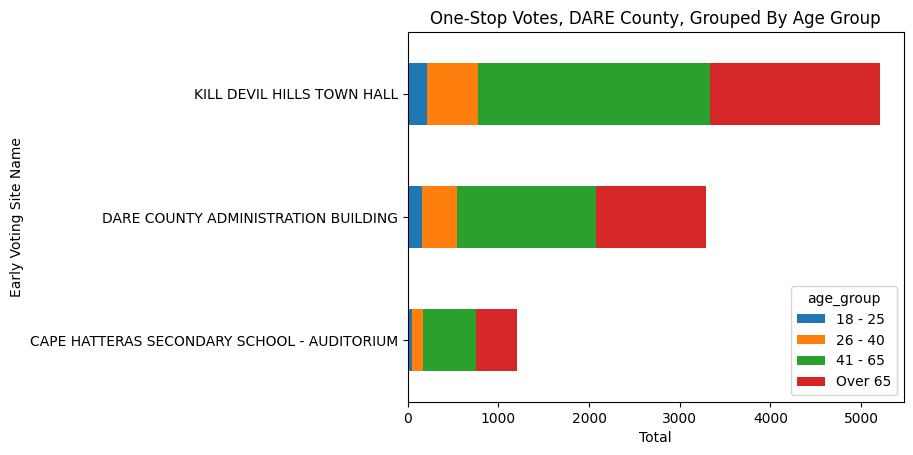 One-Stop Votes, DARE County, Grouped By Age Group
Early Voting Site Name
KILL DEVIL HILLS TOWN HALL
DARE COUNTY ADMINISTRATION BUILDING
CAPE HATTERAS SECONDARY SCHOOL - AUDITORIUM
age_group
18 - 25
26 - 40
41 - 65
Over 65
0 1000 2000 3000 4000 5000
Total